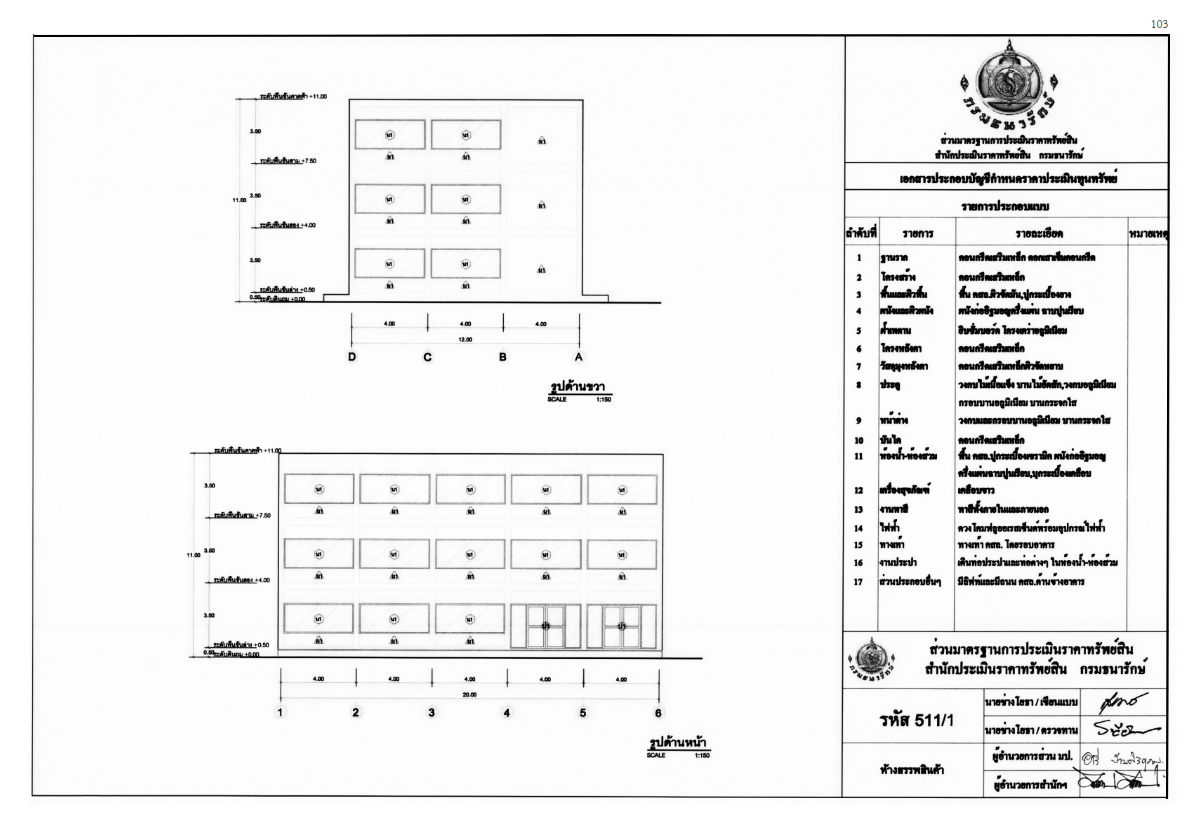 103
ระดับพื้นชั้นดาดฟ้า +11.00
3.50
ระดับพื้นชั้นสาม +7.50
11.00
3.50
ระดับพื้นชั้นสอง +4.00
3.50
ระดับพื้นชั้นล่าง +0.50
0.50
ระดับดินถม +0.00
4.00 4.00 4.00
12.00
D C B A
รูปด้านขวา
SCALE 1:150
ระดับพื้นชั้นดาดฟ้า +11.00
3.50
ระดับพื้นชั้นสาม +7.50
11.00
3.50
ระดับพื้นชั้นสอง +4.00
3.50
ระดับพื้นชั้นล่าง +0.50
0.50
ระดับดินถม +0.00
4.00 4.00 4.00 4.00 4.00
20.00
1 2 3 4 5 6
รูปด้านหน้า
SCALE 1:150
กรมธนารักษ์
ส่วนมาตรฐานการประเมินราคาทรัพย์สิน
สำนักประเมินราคาทรัพย์สิน กรมธนารักษ์
เอกสารประกอบบัญชีกำหนดราคาประเมินทุนทรัพย์
รายการประกอบแบบ
ลำดับที่ รายการ รายละเอียด หมายเหตุ
1 ฐานราก คอนกรีตเสริมเหล็ก ตอกเสาเข็มคอนกรีต
2 โครงสร้าง คอนกรีตเสริมเหล็ก
3 พื้นและผิวพื้น พื้น คสล.ผิวขัดมัน,ปูกระเบื้องยาง
4 ผนังและผิวผนัง ผนังก่ออิฐมอญครึ่งแผ่น ฉาบปูนเรียบ
5 ฝ้าเพดาน ยิบซั่มบอร์ด โครงเคร่าอลูมิเนียม
6 โครงหลังคา คอนกรีตเสริมเหล็ก
7 วัสดุมุงหลังคา คอนกรีตเสริมเหล็กผิวขัดหยาบ
8 ประตู วงกบไม้เนื้อแข็ง บานไม้อัดสัก,วงกบอลูมิเนียม
กรอบบานอลูมิเนียม บานกระจกใส
9 หน้าต่าง วงกบและกรอบบานอลูมิเนียม บานกระจกใส
10 บันได คอนกรีตเสริมเหล็ก
11 ห้องน้ำ-ห้องส้วม พื้น คสล.ปูกระเบื้องเซรามิค ผนังก่ออิฐมอญ
ครึ่งแผ่นฉาบปูนเรียบ,บุกระเบื้องเคลือบ
12 เครื่องสุขภัณฑ์ เคลือบขาว
13 งานทาสี ทาสีทั้งภายในและภายนอก
14 ไฟฟ้า ดวงโคมฟลูออเรสเซ็นต์พร้อมอุปกรณ์ไฟฟ้า
15 ทางเท้า ทางเท้า คสล. โดยรอบอาคาร
16 งานประปา เดินท่อประปาและท่อต่างๆ ในห้องน้ำ-ห้องส้วม
17 ส่วนประกอบอื่นๆ มีลิฟท์และมีถนน คสล.ด้านข้างอาคาร
ส่วนมาตรฐานการประเมินราคาทรัพย์สิน
สำนักประเมินราคาทรัพย์สิน กรมธนารักษ์
รหัส 511/1
นายช่างโยธา / เขียนแบบ
นายช่างโยธา / ตรวจทาน
ห้างสรรพสินค้า
ผู้อำนวยการส่วน มป.
ผู้อำนวยการสำนักฯ